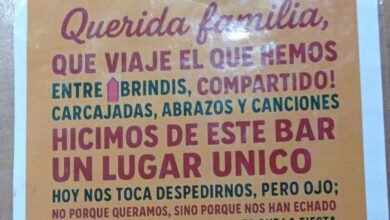 Querida familia,
QUE VIAJE EL QUE HEMOS
ENTRE BRINDIS, COMPARTIDO!
CARCAJADAS, ABRAZOS Y CANCIONES
HICIMOS DE ESTE BAR
UN LUGAR UNICO
HOY NOS TOCA DESPEDIRNOS, PERO OJO;
NO PORQUE QUERAMOS, SINO PORQUE NOS HAN ECHADO